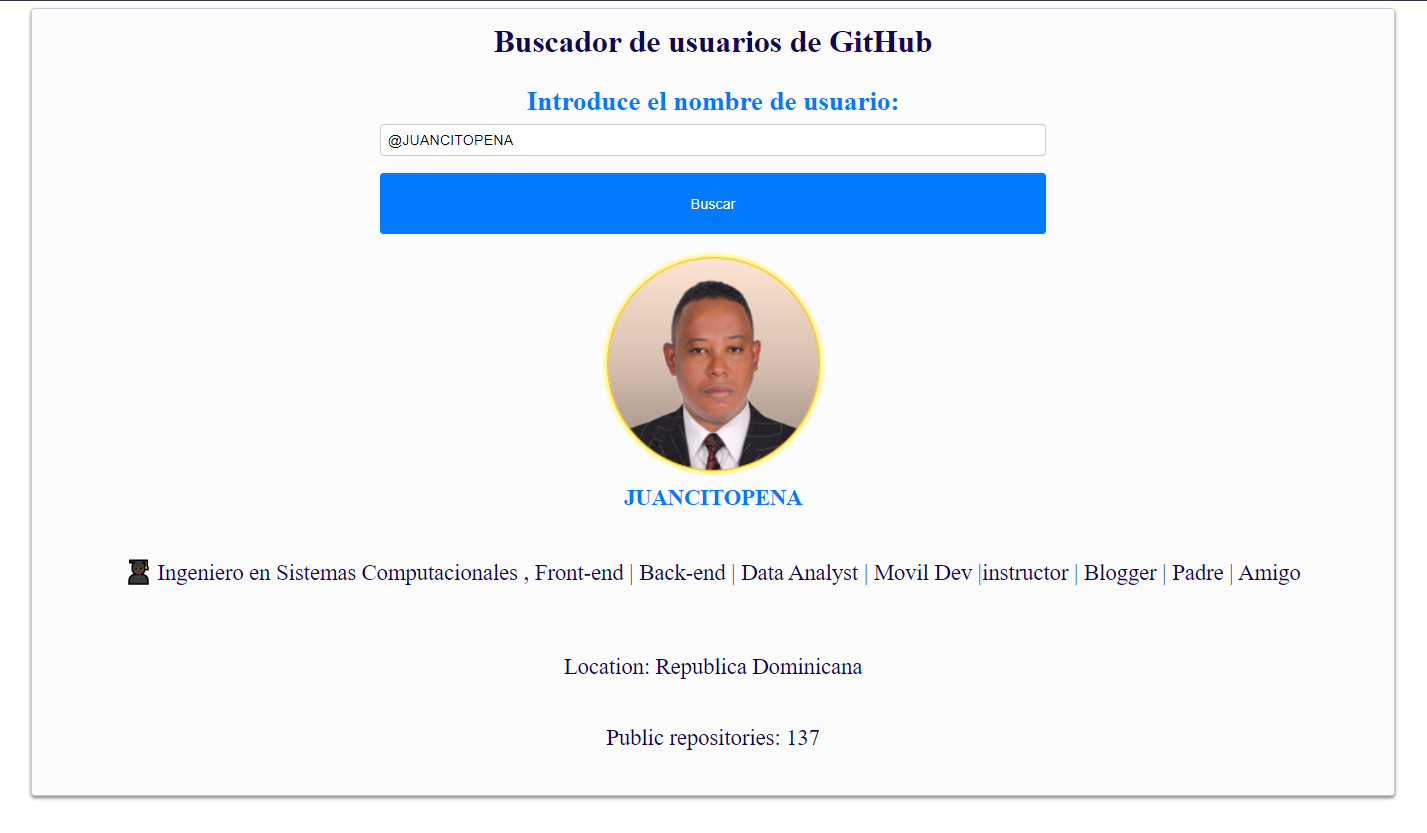 Buscador de usuarios de GitHub
Introduce el nombre de usuario:
@JUANCITOPENA
Buscar
JUANCITOPENA
Ingeniero en Sistemas Computacionales , Front-end | Back-end | Data Analyst | Movil Dev |instructor | Blogger | Padre | Amigo
Location: Republica Dominicana
Public repositories: 137